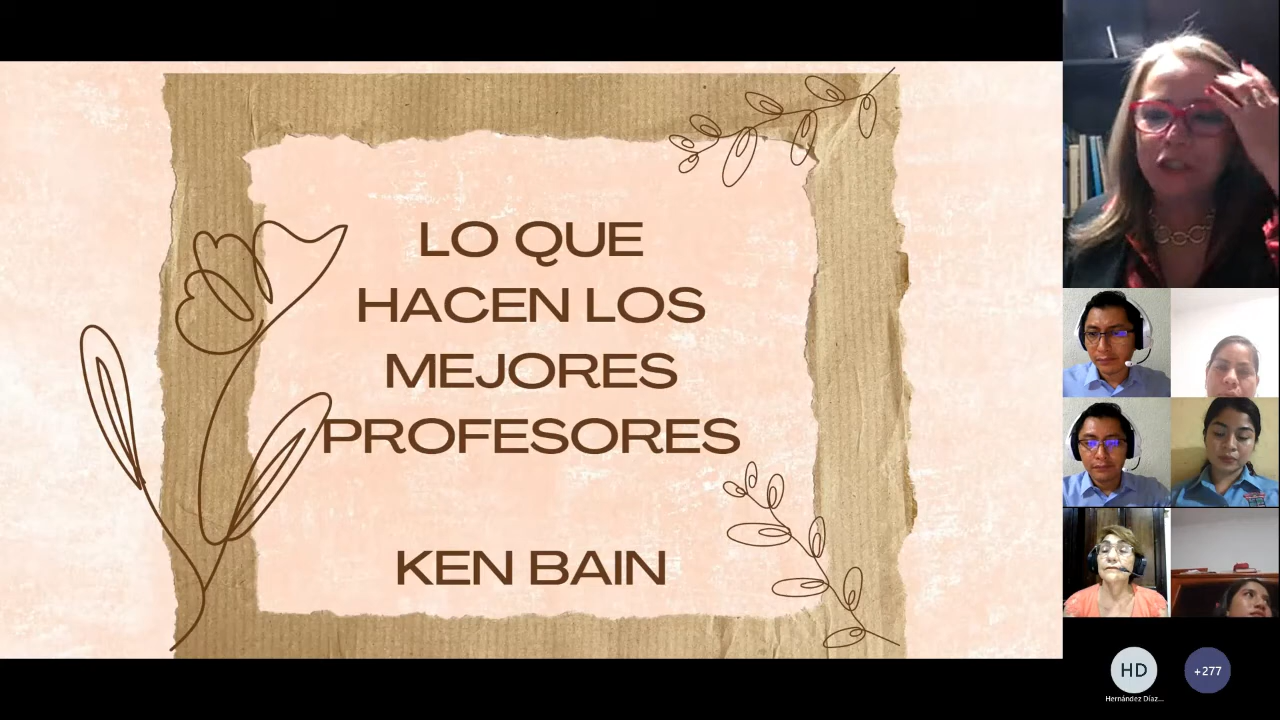 LO QUE
HACEN LOS
MEJORES
PROFESORES
KEN BAIN
HD
+277
Hernández Díaz...